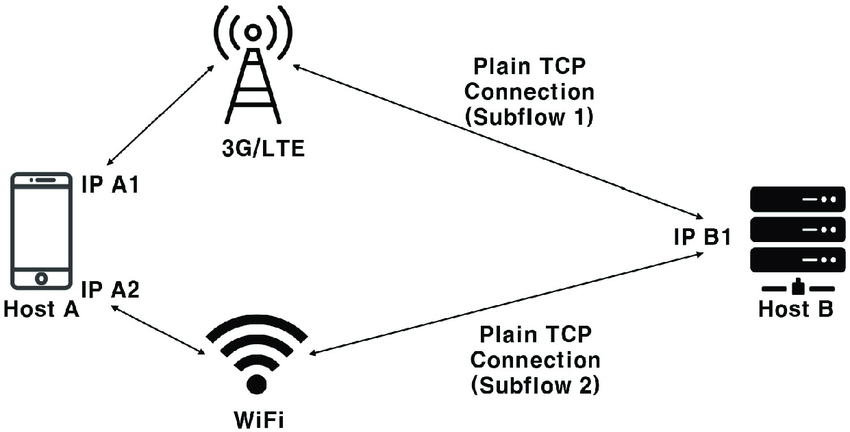 Plain TCP
Connection
(Subflow 1)
3G/LTE
IP A1
IP B1
IP A2
Host A
Host B
Plain TCP
Connection
(Subflow 2)
WiFi